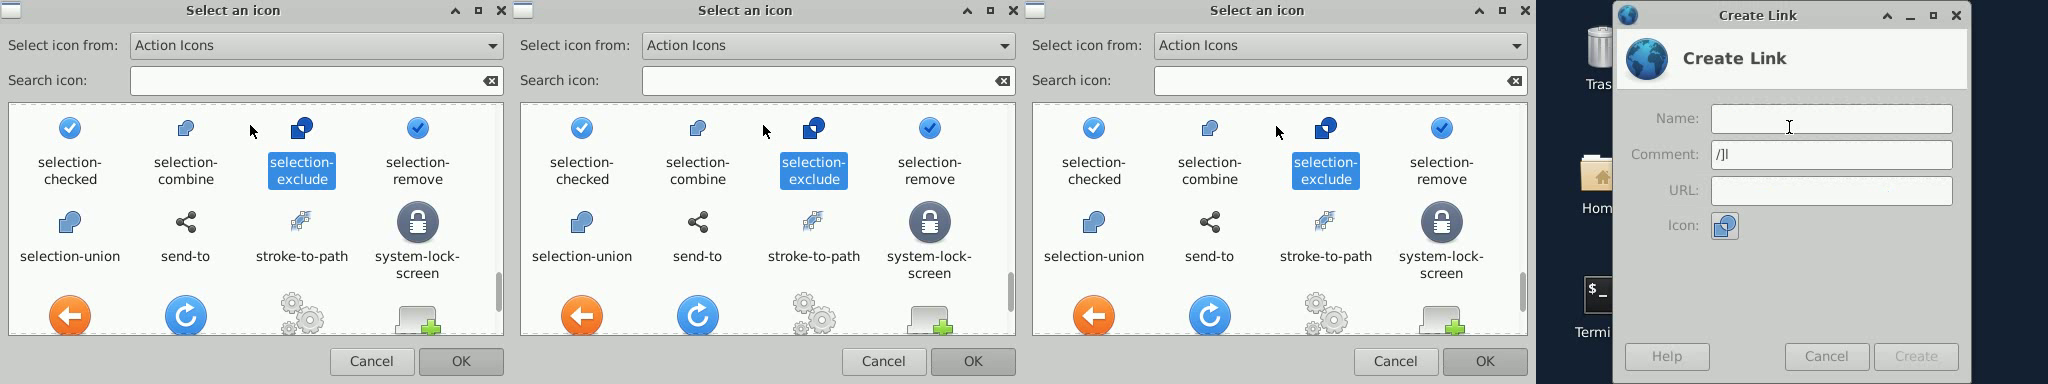 Select an icon
Select icon from: Action Icons
Search icon:
selection-checked
selection-combine
selection-exclude
selection-remove
selection-union
send-to
stroke-to-path
system-lock-screen
Cancel
OK
Select an icon
Select icon from: Action Icons
Search icon:
selection-checked
selection-combine
selection-exclude
selection-remove
selection-union
send-to
stroke-to-path
system-lock-screen
Cancel
OK
Select an icon
Select icon from: Action Icons
Search icon:
selection-checked
selection-combine
selection-exclude
selection-remove
selection-union
send-to
stroke-to-path
system-lock-screen
Cancel
OK
Tras
Hom
$_
Termi
Create Link
Create Link
Name:
Comment: /]l
URL:
Icon:
Help
Cancel
Create